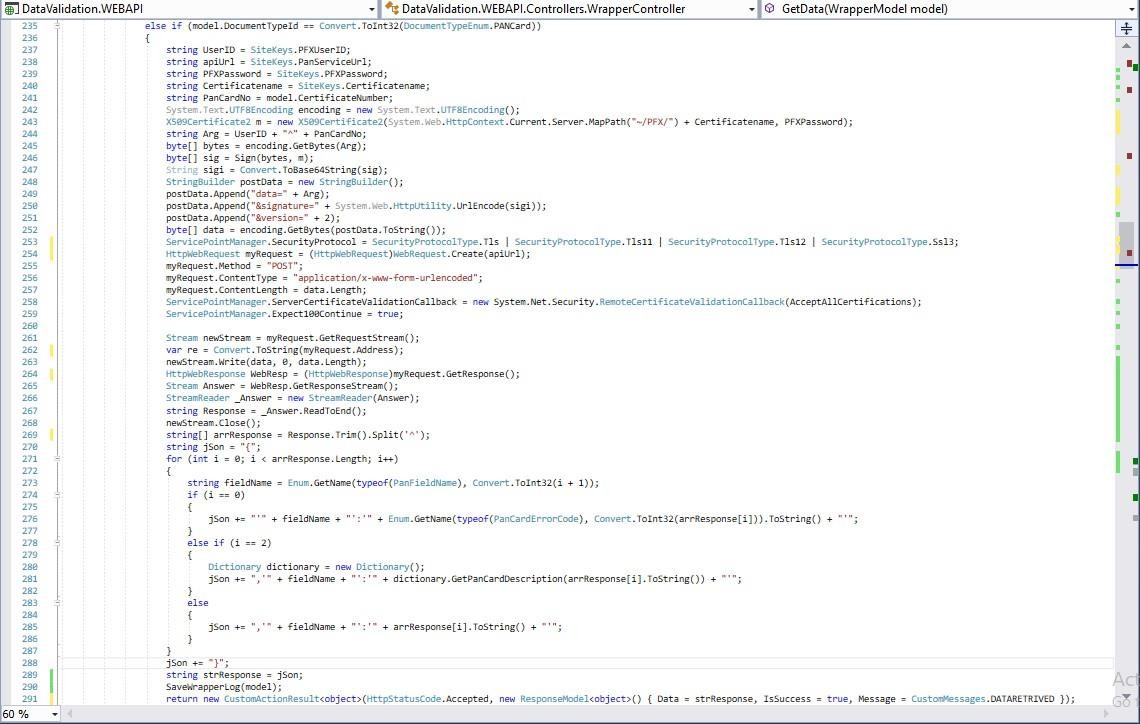 DataValidation.WEBAPI DataValidation.WEBAPI.Controllers.WrapperController GetData(WrapperModel model)
235 else if (model.DocumentTypeId == Convert.ToInt32(DocumentTypeEnum.PANCard))
236 {
237 string UserID = SiteKeys.PFXUserID;
238 string apiUrl = SiteKeys.PanServiceUrl;
239 string PFXPassword = SiteKeys.PFXPassword;
240 string Certificatename = SiteKeys.Certificatename;
241 string PanCardNo = model.CertificateNumber;
242 System.Text.UTF8Encoding encoding = new System.Text.UTF8Encoding();
243 X509Certificate2 m = new X509Certificate2(System.Web.HttpContext.Current.Server.MapPath("~/PFX/") + Certificatename, PFXPassword);
244 string Arg = UserID + "^" + PanCardNo;
245 byte[] bytes = encoding.GetBytes(Arg);
246 byte[] sig = Sign(bytes, m);
247 String sigi = Convert.ToBase64String(sig);
248 StringBuilder postData = new StringBuilder();
249 postData.Append("data=" + Arg);
250 postData.Append("&signature=" + System.Web.HttpUtility.UrlEncode(sigi));
251 postData.Append("&version=" + 2);
252 byte[] data = encoding.GetBytes(postData.ToString());
253 ServicePointManager.SecurityProtocol = SecurityProtocolType.Tls | SecurityProtocolType.Tls11 | SecurityProtocolType.Tls12 | SecurityProtocolType.Ssl3;
254 HttpWebRequest myRequest = (HttpWebRequest)WebRequest.Create(apiUrl);
255 myRequest.Method = "POST";
256 myRequest.ContentType = "application/x-www-form-urlencoded";
257 myRequest.ContentLength = data.Length;
258 ServicePointManager.ServerCertificateValidationCallback = new System.Net.Security.RemoteCertificateValidationCallback(AcceptAllCertifications);
259 ServicePointManager.Expect100Continue = true;
260
261 Stream newStream = myRequest.GetRequestStream();
262 var re = Convert.ToString(myRequest.Address);
263 newStream.Write(data, 0, data.Length);
264 HttpWebResponse WebResp = (HttpWebResponse)myRequest.GetResponse();
265 Stream Answer = WebResp.GetResponseStream();
266 StreamReader _Answer = new StreamReader(Answer);
267 string Response = _Answer.ReadToEnd();
268 newStream.Close();
269 string[] arrResponse = Response.Trim().Split('^');
270 string jSon = "{";
271 for (int i = 0; i < arrResponse.Length; i++)
272 {
273 string fieldName = Enum.GetName(typeof(PanFieldName), Convert.ToInt32(i + 1));
274 if (i == 0)
275 {
276 jSon += "'" + fieldName + "':'" + Enum.GetName(typeof(PanCardErrorCode), Convert.ToInt32(arrResponse[i])).ToString() + "'";
277 }
278 else if (i == 2)
279 {
280 Dictionary dictionary = new Dictionary();
281 jSon += ",'" + fieldName + "':'" + dictionary.GetPanCardDescription(arrResponse[i].ToString()) + "'";
282 }
283 else
284 {
285 jSon += ",'" + fieldName + "':'" + arrResponse[i].ToString() + "'";
286 }
287 }
288 jSon += "}";
289 string strResponse = jSon;
290 SaveWrapperLog(model);
291 return new CustomActionResult<object>(HttpStatusCode.Accepted, new ResponseModel<object>() { Data = strResponse, IsSuccess = true, Message = CustomMessages.DATARETRIVED });
60 %